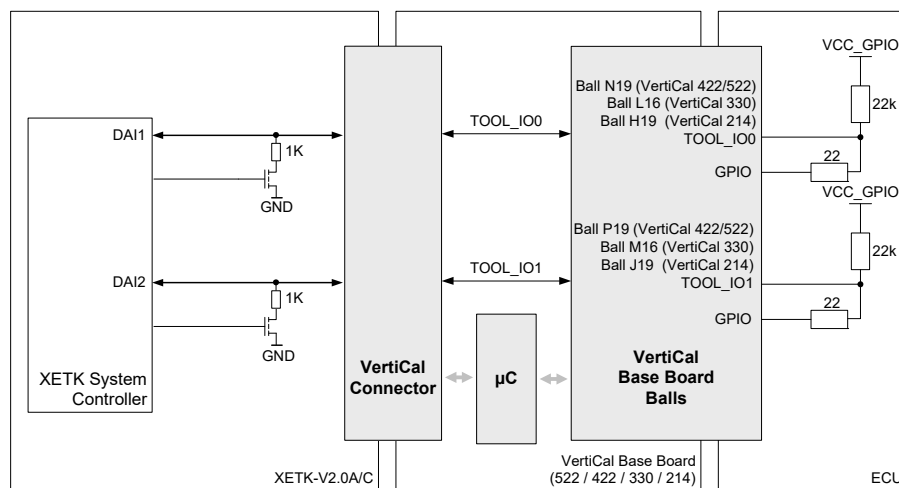 VCC_GPIO
Ball N19 (VertiCal 422/522)
Ball L16 (VertiCal 330)
Ball H19 (VertiCal 214)
TOOL_IO0
22k
DAI1
TOOL_IO0
1K
GND
GPIO
22
VCC_GPIO
Ball P19 (VertiCal 422/522)
Ball M16 (VertiCal 330)
Ball J19 (VertiCal 214)
TOOL_IO1
22k
DAI2
TOOL_IO1
1K
GND
GPIO
22
XETK System
Controller
VertiCal
Connector
µC
VertiCal
Base Board
Balls
XETK-V2.0A/C
VertiCal Base Board
(522 / 422 / 330 / 214)
ECU